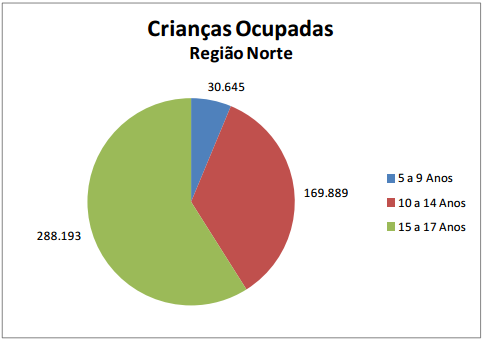 Crianças Ocupadas
Região Norte
30.645
169.889
288.193
5 a 9 Anos
10 a 14 Anos
15 a 17 Anos